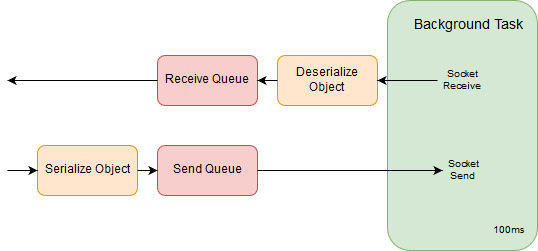 Background Task
Receive Queue
Deserialize
Object
Socket
Receive
Serialize Object
Send Queue
Socket
Send
100ms